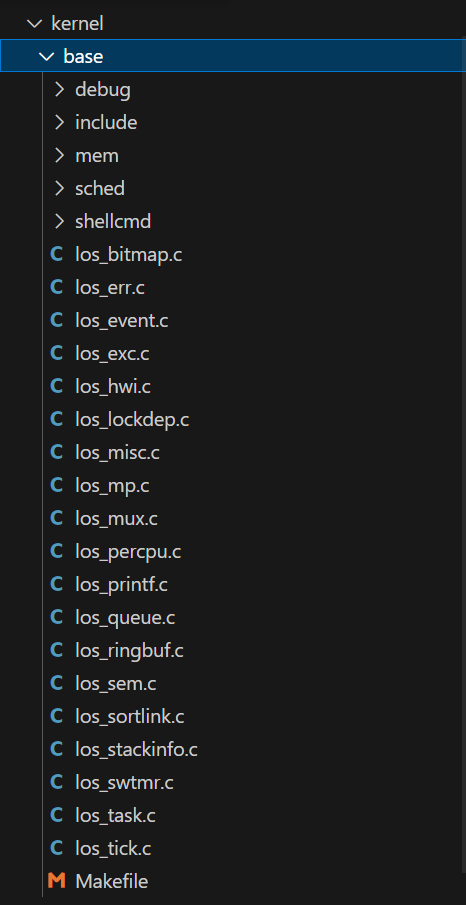 kernel
base
debug
include
mem
sched
shellcmd
C los_bitmap.c
C los_err.c
C los_event.c
C los_exc.c
C los_hwi.c
C los_lockdep.c
C los_misc.c
C los_mp.c
C los_mux.c
C los_percpu.c
C los_printf.c
C los_queue.c
C los_ringbuf.c
C los_sem.c
C los_sortlink.c
C los_stackinfo.c
C los_swtmr.c
C los_task.c
C los_tick.c
M Makefile